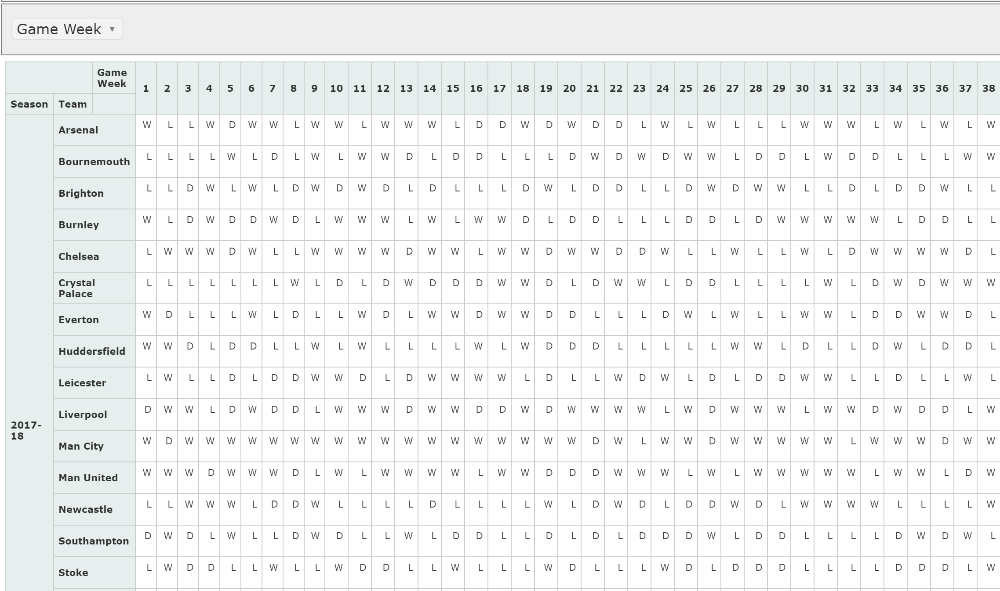 Game Week ▼
Game
Week 1 2 3 4 5 6 7 8 9 10 11 12 13 14 15 16 17 18 19 20 21 22 23 24 25 26 27 28 29 30 31 32 33 34 35 36 37 38
Season Team
2017-
18
Arsenal W L L W D W W L W W L W W W L D D W D W D D L W L W L L L W W W L W L W L W
Bournemouth L L L L W L D L W L W W D L D D L L L D W D W D W W L D D L W D D L L L W W
Brighton L L D W L W L D W D W D L D L L L D W L D D L L D W D W W L L D L D D W L L
Burnley W L D W D D W D L W W W L W L W W D L D D L L L D D L D W W W W W L D D L L
Chelsea L W W W D W L L W W W W D W W L W W D W W D D W L L W L L W L D W W W W D L
Crystal
Palace L L L L L L L W L D L D W D D D W W D L D W W L D D L L L L W L D W D W W W
Everton W D L L L W L D L L W D L W W D W W D D L L L D W L W L L W W L D D W W D L
Huddersfield W W D L D D L L W L W L L L L W L W D D D L L L L L W W L D L L D W L D D L
Leicester L W L L D L D D W W D L D W W W W L D L L W D W L D L D D W W L L D L L W L
Liverpool D W W L D W D D L W W W D W W D D W D W W W W L W D W W W L W W D W D D L W
Man City W D W W W W W W W W W W W W W W W W W W D W L W W D W W W W W L W W W D W W
Man United W W W D W W W D L W L W W W W L W W D D D W W W L W L W W W W W L W W L D W
Newcastle L L W W W L D D W L L L L D L L L L W L D W D L D D W D L W W W W L L L L W
Southampton D W D L W L L D W D L L W L D D L L D L D L D D D W L D D L L L L D W D W L
Stoke L W D D L L W L L W D D L L W L L L W D L L L W D L D D D L L L L D D D L W